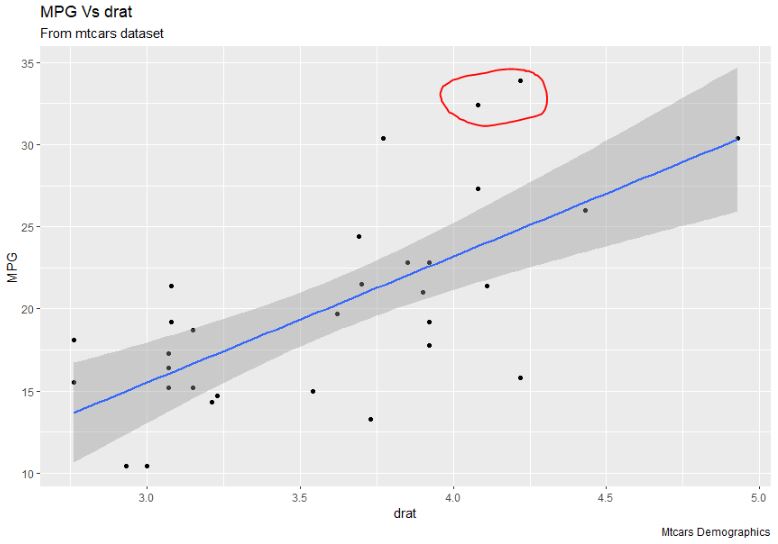 MPG Vs drat
From mtcars dataset
35
30
25
20
15
10
MPG
3.0 3.5 4.0 4.5 5.0
drat
Mtcars Demographics